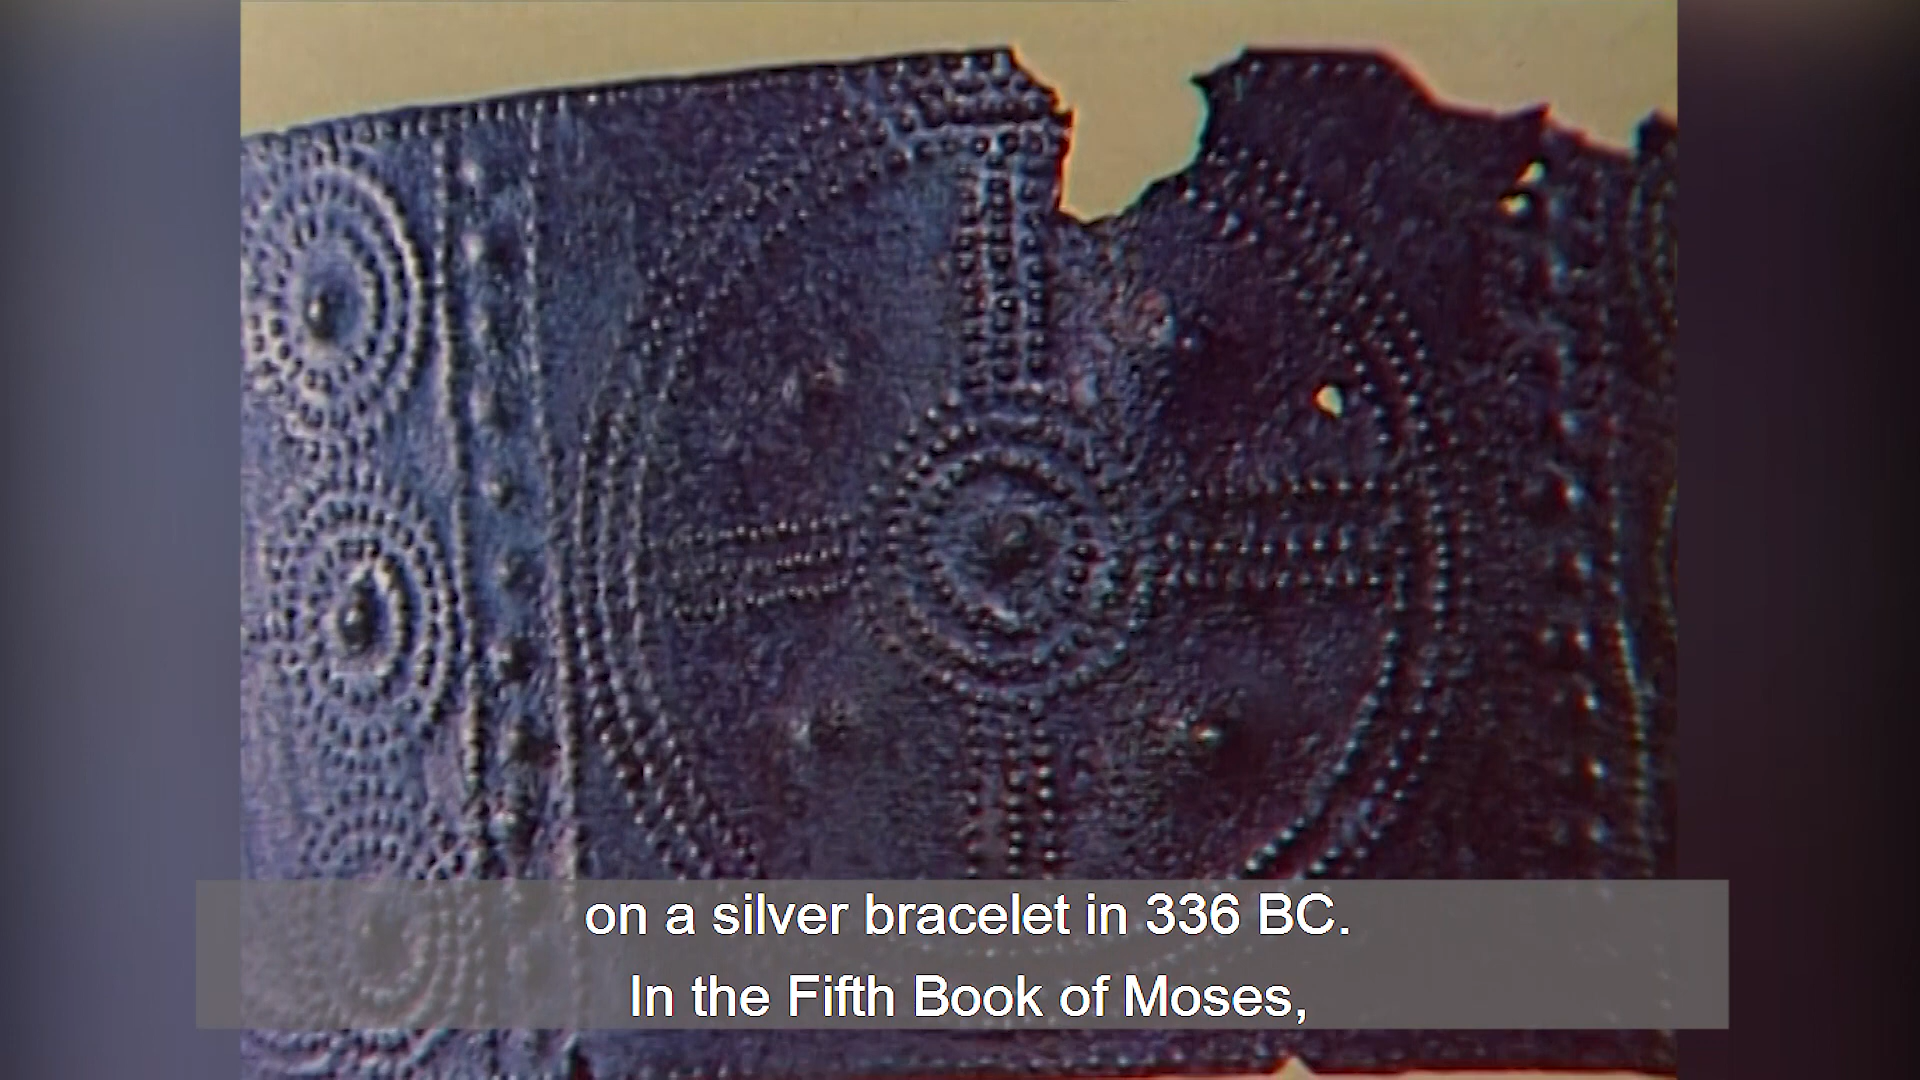 on a silver bracelet in 336 BC.
In the Fifth Book of Moses,